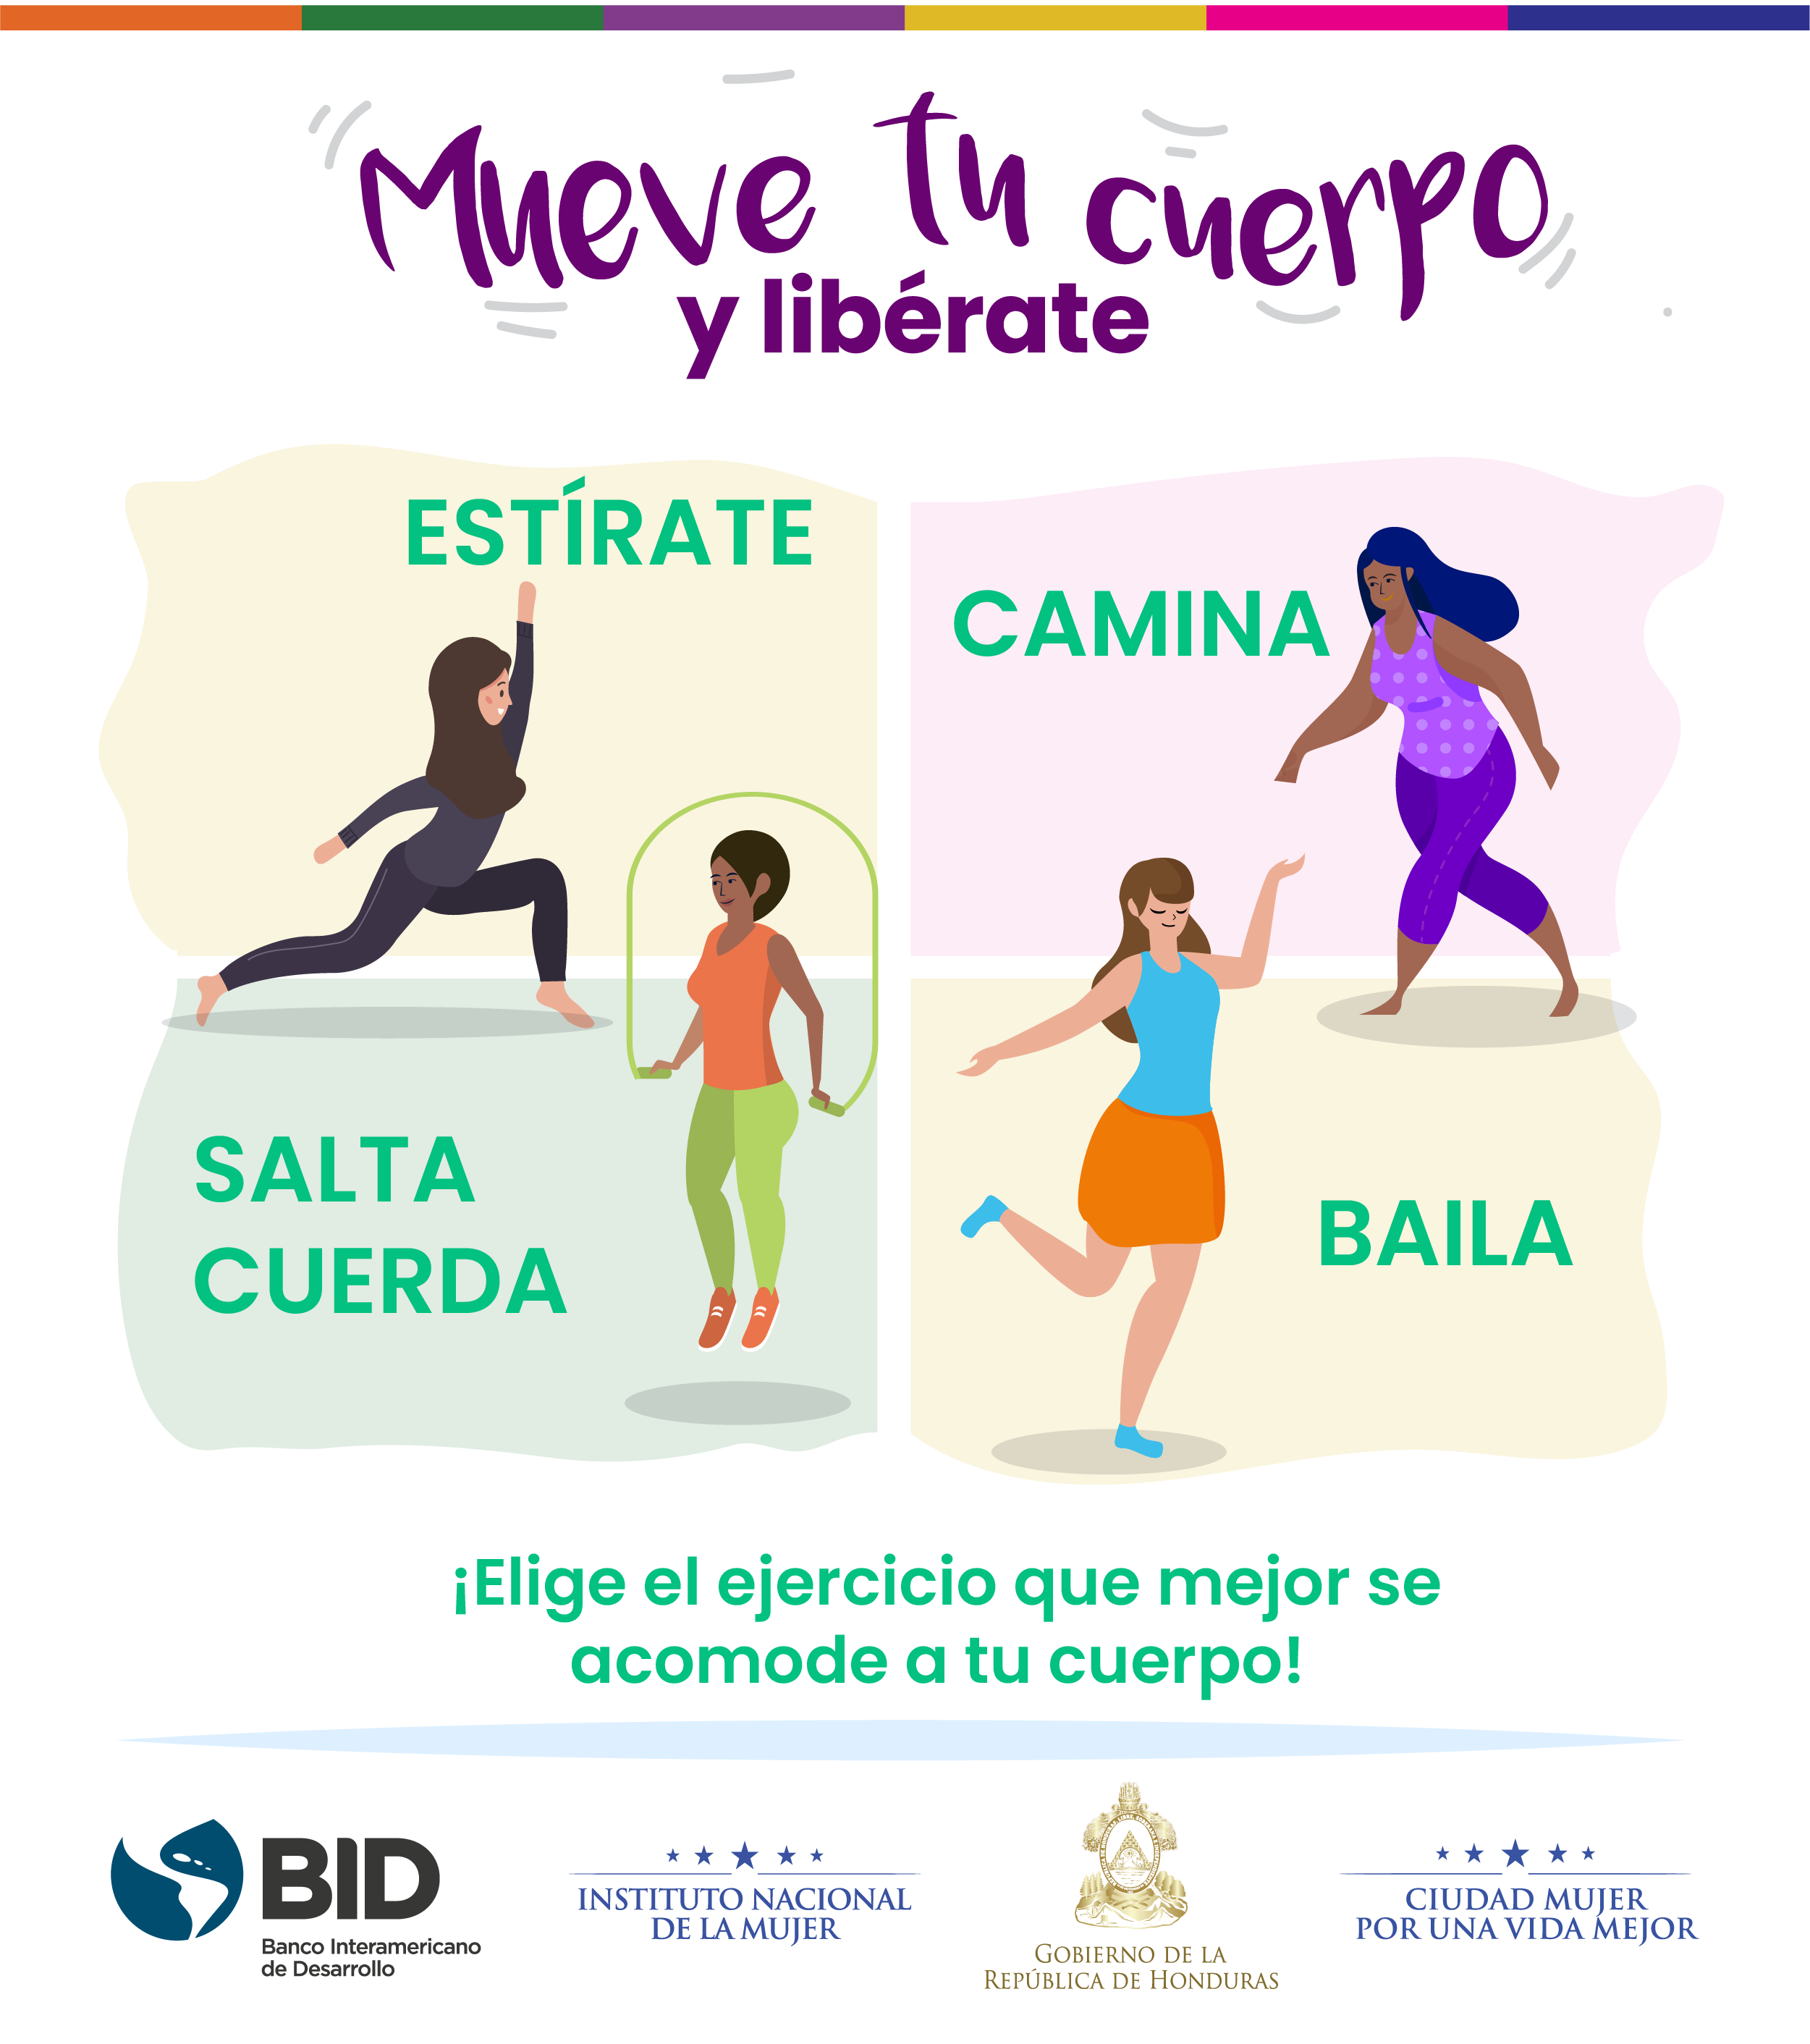 Mueve tu cuerpo
y libérate
ESTÍRATE
CAMINA
SALTA
CUERDA
BAILA
¡Elige el ejercicio que mejor se
acomode a tu cuerpo!
BID
Banco Interamericano
de Desarrollo
INSTITUTO NACIONAL
DE LA MUJER
GOBIERNO DE LA
REPÚBLICA DE HONDURAS
CIUDAD MUJER
POR UNA VIDA MEJOR